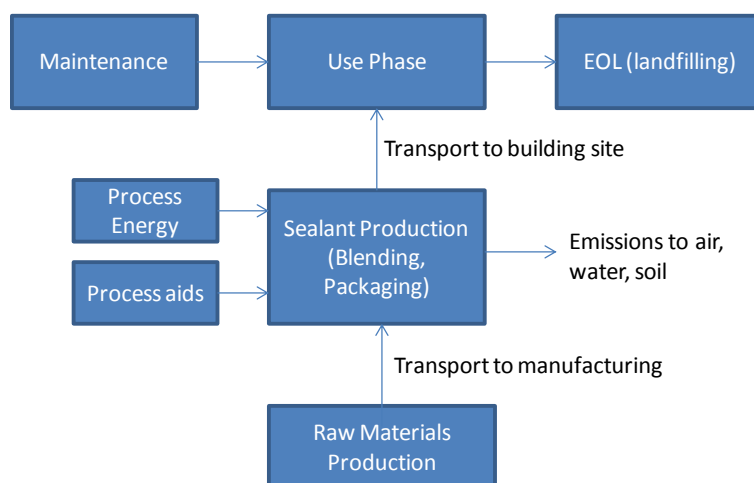 Maintenance
Use Phase
EOL (landfilling)
Transport to building site
Process
Energy
Sealant Production
(Blending,
Packaging)
Emissions to air,
water, soil
Process aids
Transport to manufacturing
Raw Materials
Production